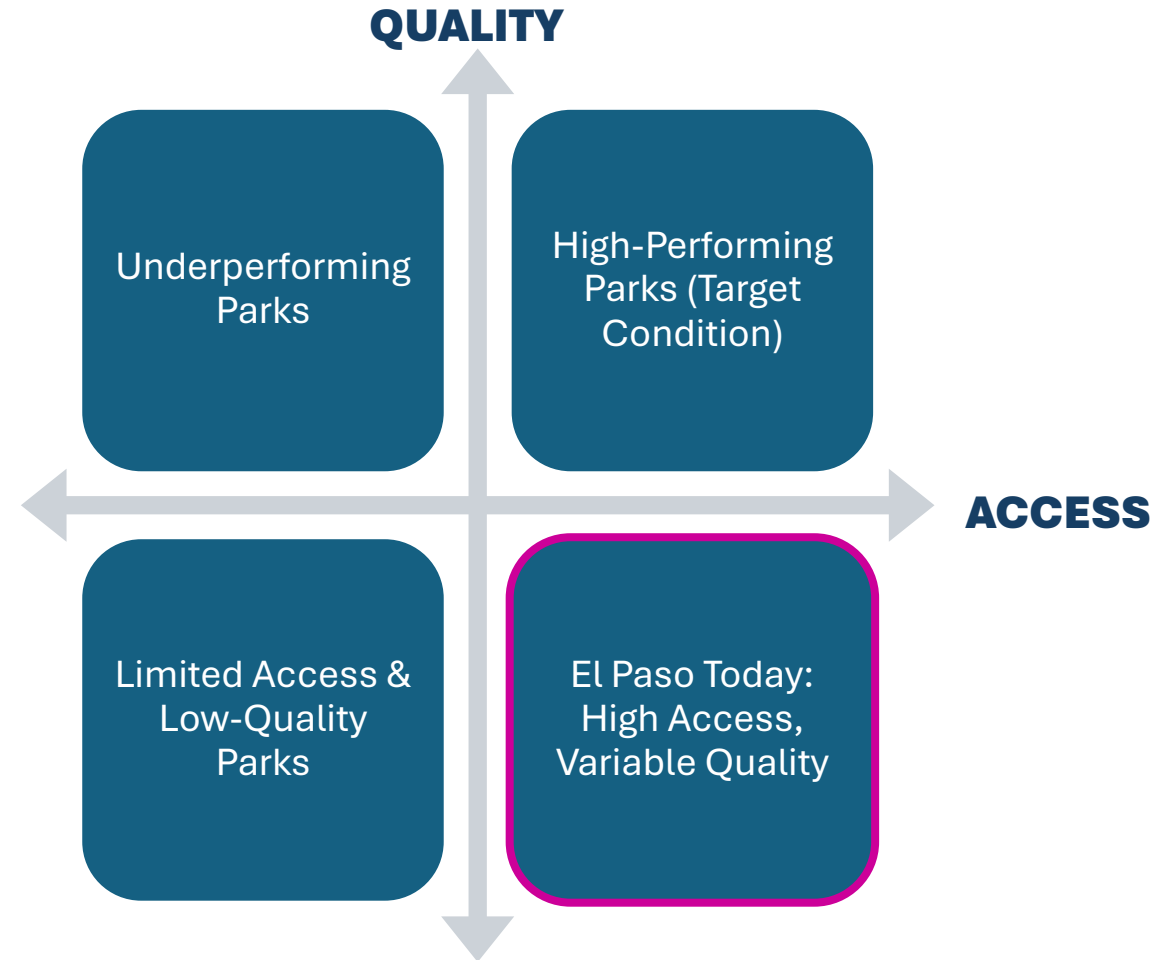 QUALITY
Underperforming
Parks
High-Performing
Parks (Target
Condition)
ACCESS
Limited Access &
Low-Quality
Parks
El Paso Today:
High Access,
Variable Quality